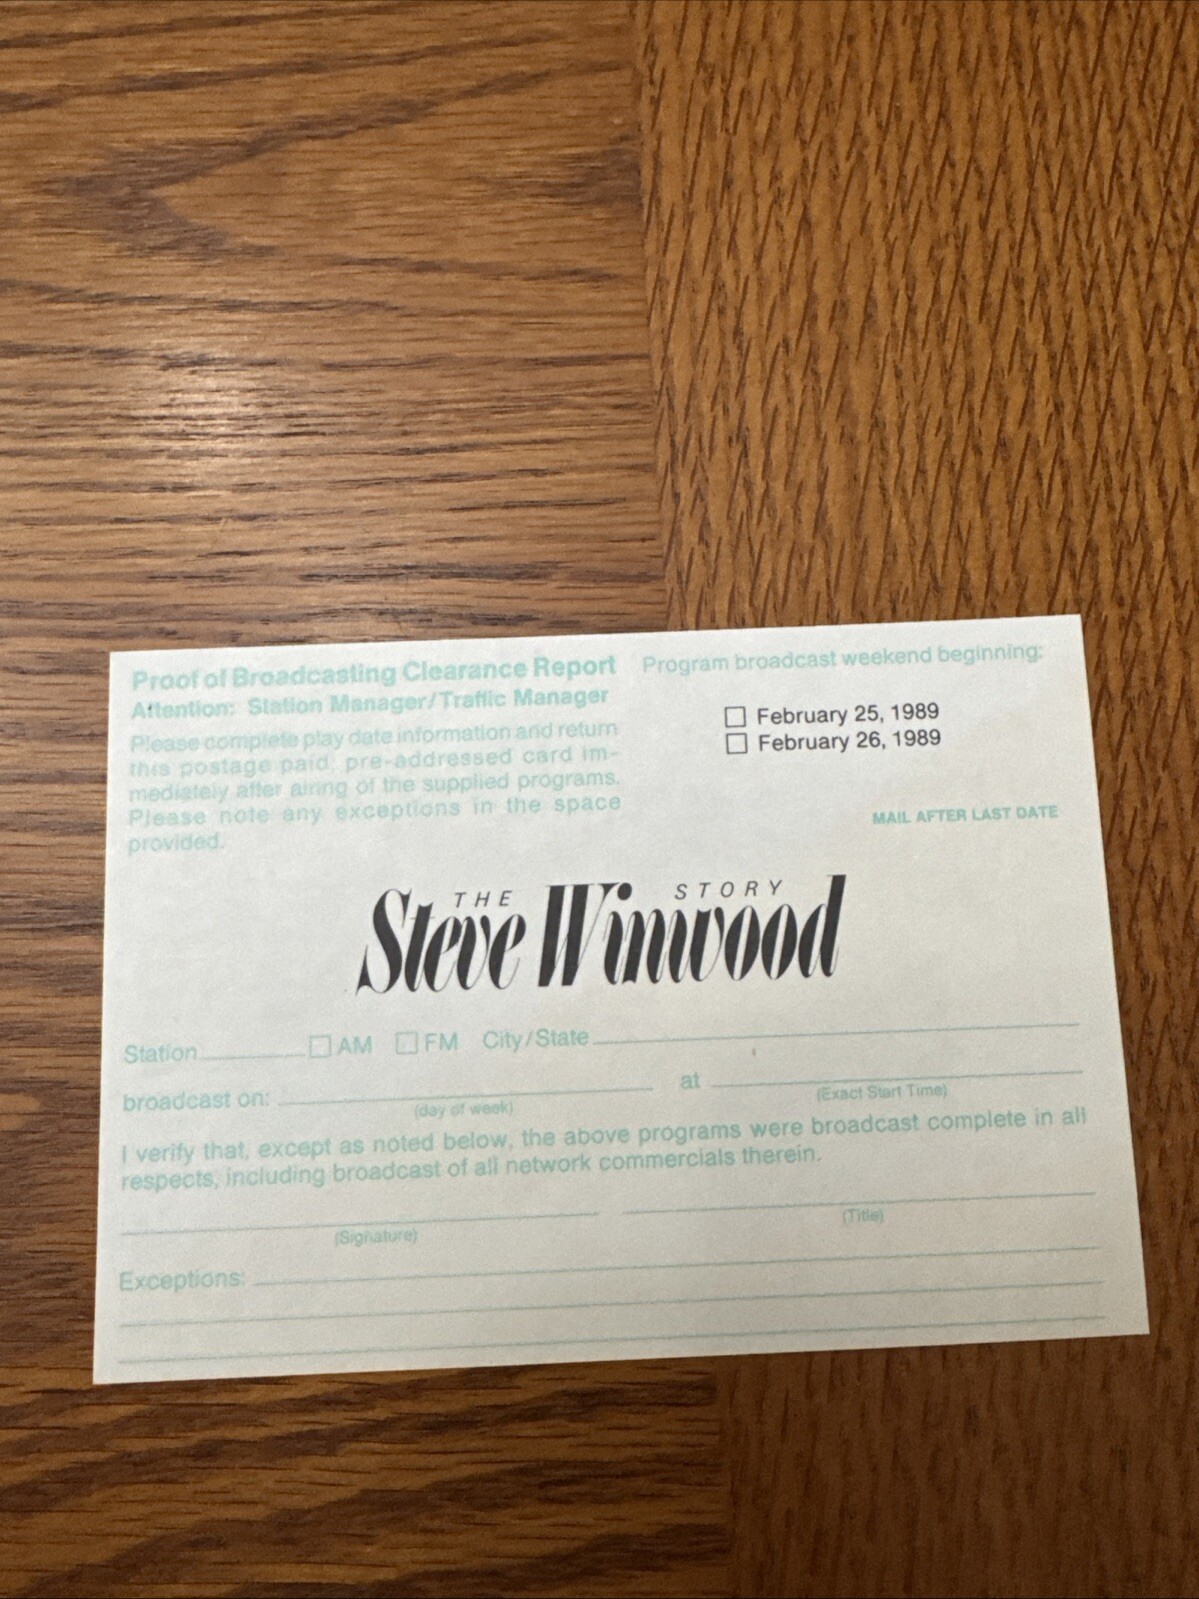 Proof of Broadcasting Clearance Report
Attention: Station Manager/Traffic Manager
Please complete play date information and return
this postage paid, pre-addressed card im-
mediately after airing of the supplied programs.
Please note any exceptions in the space
provided.
Program broadcast weekend beginning:
☐ February 25, 1989
☐ February 26, 1989
MAIL AFTER LAST DATE
THE STORY
Steve Winwood
Station ☐ AM ☐ FM City/State
broadcast on: at
(day of week) (Exact Start Time)
I verify that, except as noted below, the above programs were broadcast complete in all
respects, including broadcast of all network commercials therein.
(Signature) (Title)
Exceptions: